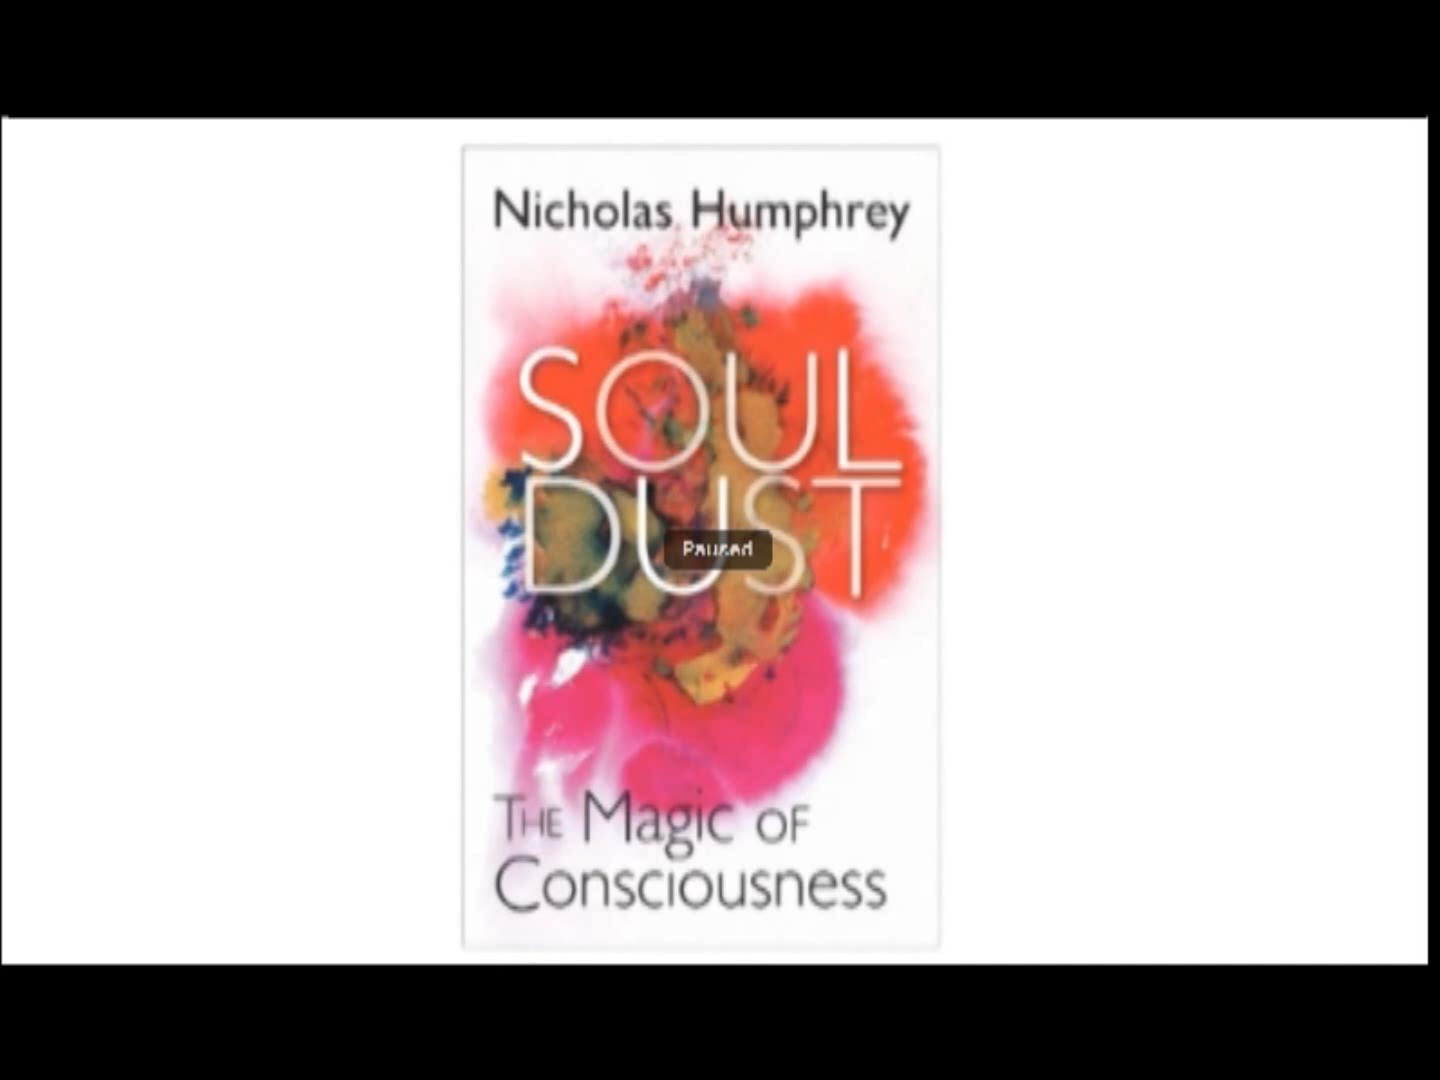 Nicholas Humphrey
SOUL
DUST
Paused
THE Magic OF
Consciousness